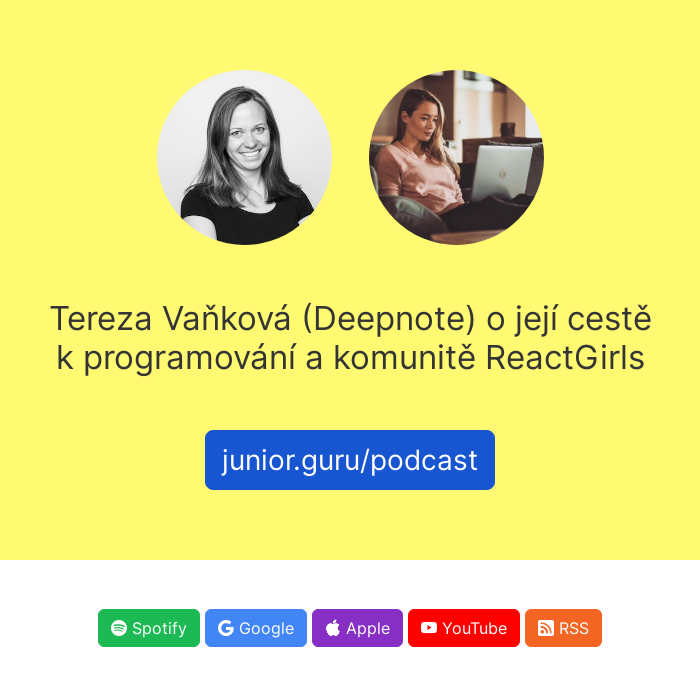 Tereza Vaňková (Deepnote) o její cestě
k programování a komunitě ReactGirls
junior.guru/podcast
Spotify Google Apple YouTube RSS